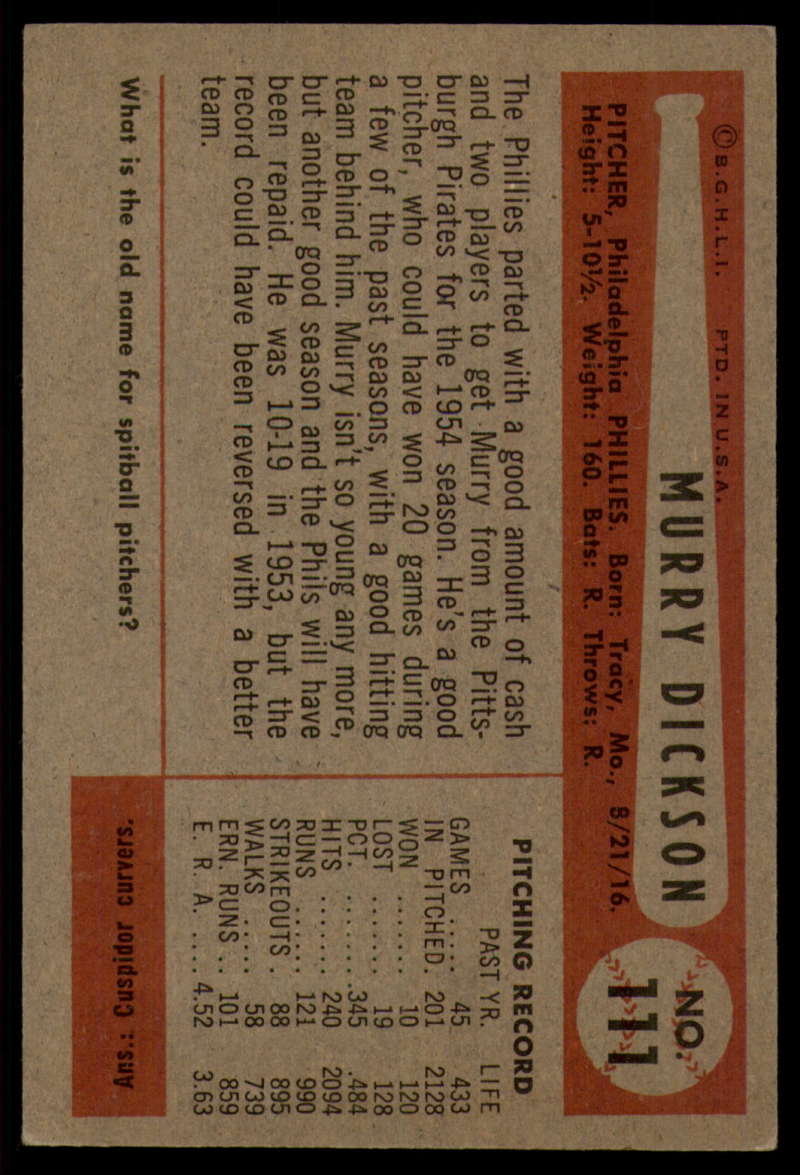 © B.G.H.L.I. PTD. IN U.S.A.
MURRY DICKSON
NO. 111
PITCHER, Philadelphia PHILLIES. Born: Tracy, Mo., 8/21/16.
Height: 5-10½. Weight: 160. Bats: R. Throws: R.
The Phillies parted with a good amount of cash
and two players to get Murry from the Pitts-
burgh Pirates for the 1954 season. He's a good
pitcher, who could have won 20 games during
a few of the past seasons, with a good hitting
team behind him. Murry isn't so young any more,
but another good season and the Phils will have
been repaid. He was 10-19 in 1953, but the
record could have been reversed with a better
team.
PITCHING RECORD
PAST YR. LIFE
GAMES ..... 45 433
IN PITCHED. 201 2128
WON ....... 10 120
LOST ...... 19 128
PCT. ....... .345 .484
HITS ...... 240 2094
RUNS ...... 121 990
STRIKEOUTS . 88 895
WALKS ..... 58 739
ERN. RUNS .. 101 859
E. R. A. .... 4.52 3.63
What is the old name for spitball pitchers?
Ans.: Cuspidor curvers.